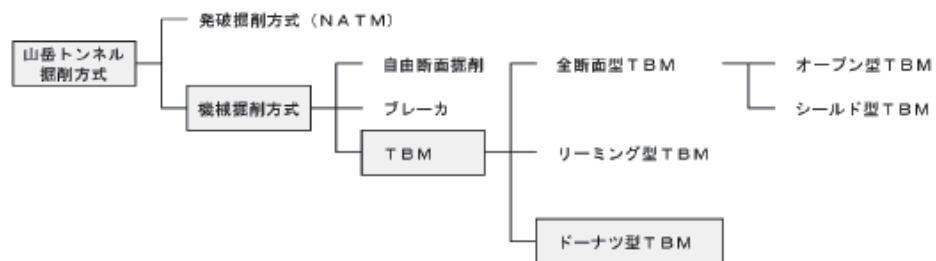 発破掘削方式（ＮＡＴＭ）
山岳トンネル
掘削方式
機械掘削方式
自由断面掘削
ブレーカ
ＴＢＭ
全断面型ＴＢＭ
オープン型ＴＢＭ
シールド型ＴＢＭ
リーミング型ＴＢＭ
ドーナツ型ＴＢＭ